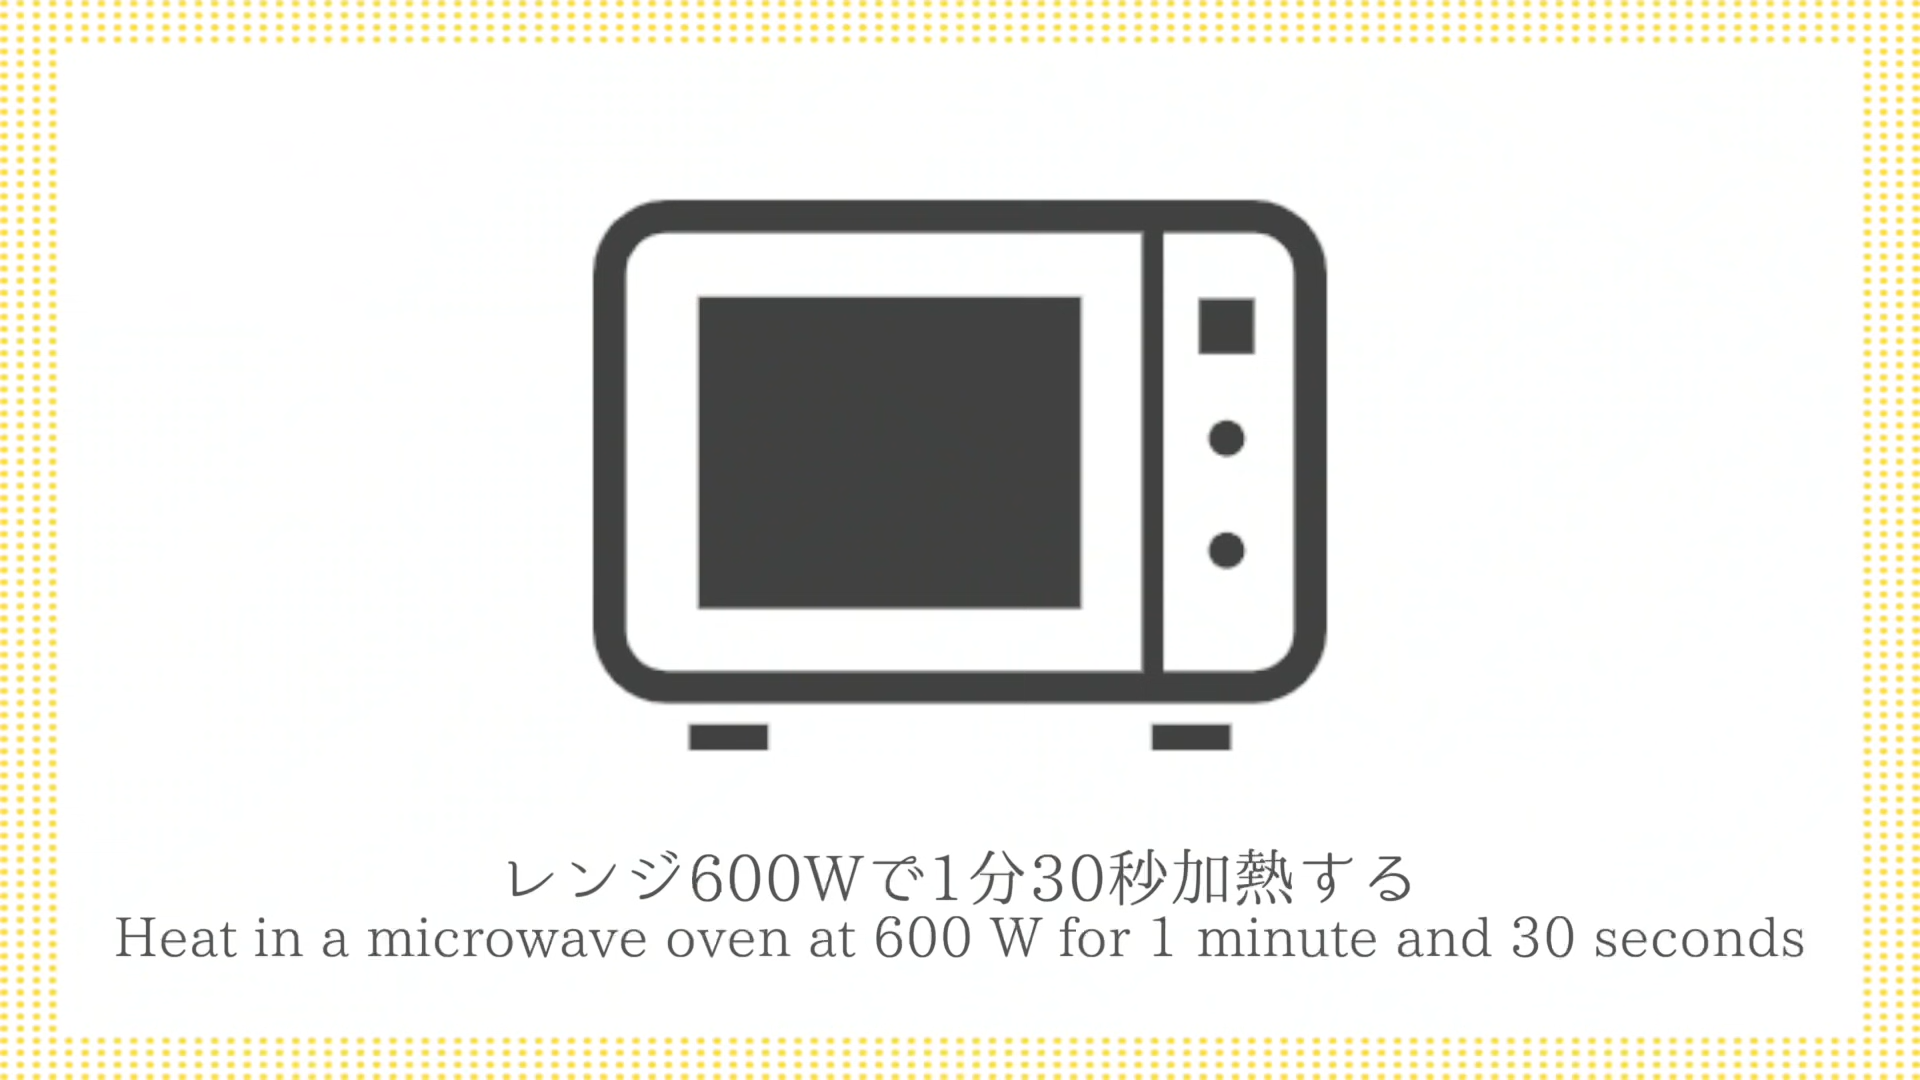 レンジ600Wで1分30秒加熱する
Heat in a microwave oven at 600 W for 1 minute and 30 seconds